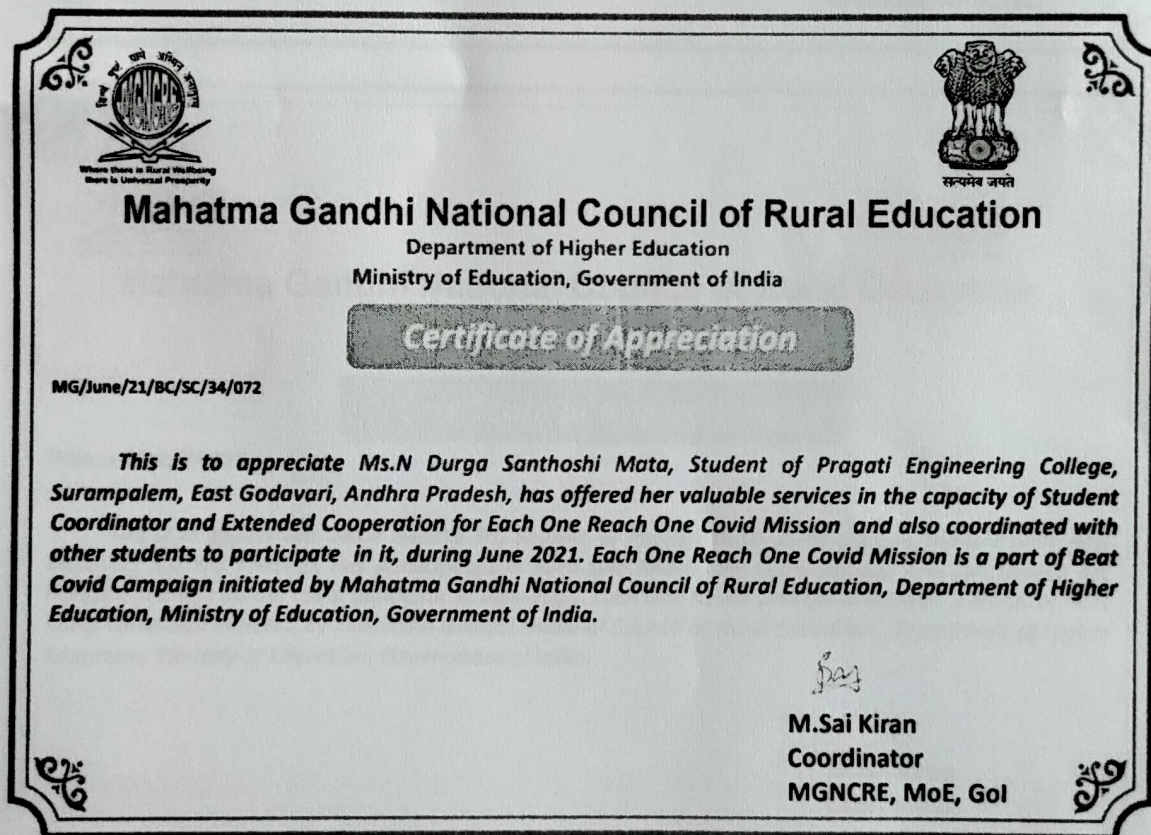 MGNCRE
Where there is Rural Wellbeing
there is Universal Prosperity
सत्यमेव जयते
Mahatma Gandhi National Council of Rural Education
Department of Higher Education
Ministry of Education, Government of India
Certificate of Appreciation
MG/June/21/BC/SC/34/072
This is to appreciate Ms.N Durga Santhoshi Mata, Student of Pragati Engineering College,
Surampalem, East Godavari, Andhra Pradesh, has offered her valuable services in the capacity of Student
Coordinator and Extended Cooperation for Each One Reach One Covid Mission and also coordinated with
other students to participate in it, during June 2021. Each One Reach One Covid Mission is a part of Beat
Covid Campaign initiated by Mahatma Gandhi National Council of Rural Education, Department of Higher
Education, Ministry of Education, Government of India.
M.Sai Kiran
Coordinator
MGNCRE, MoE, GoI